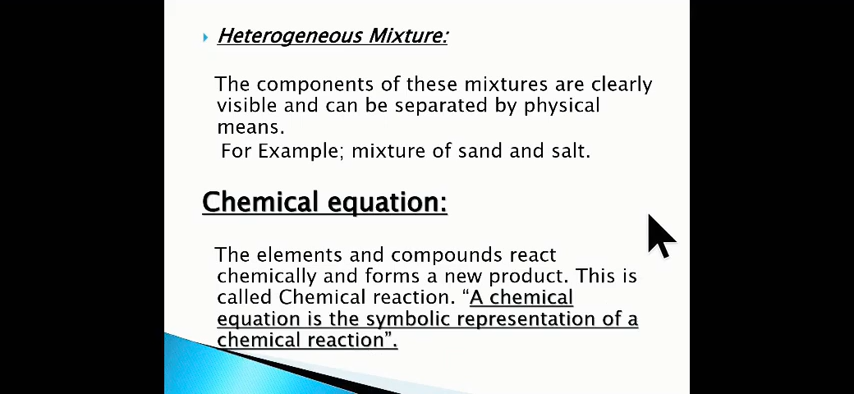 Heterogeneous Mixture:
The components of these mixtures are clearly
visible and can be separated by physical
means.
For Example; mixture of sand and salt.
Chemical equation:
The elements and compounds react
chemically and forms a new product. This is
called Chemical reaction. “A chemical
equation is the symbolic representation of a
chemical reaction”.